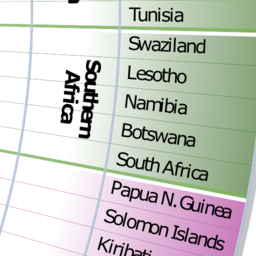 Tunisia
Swaziland
Lesotho
Namibia
Botswana
South Africa
Southern
Africa
Papua N. Guinea
Solomon Islands
Kiribati